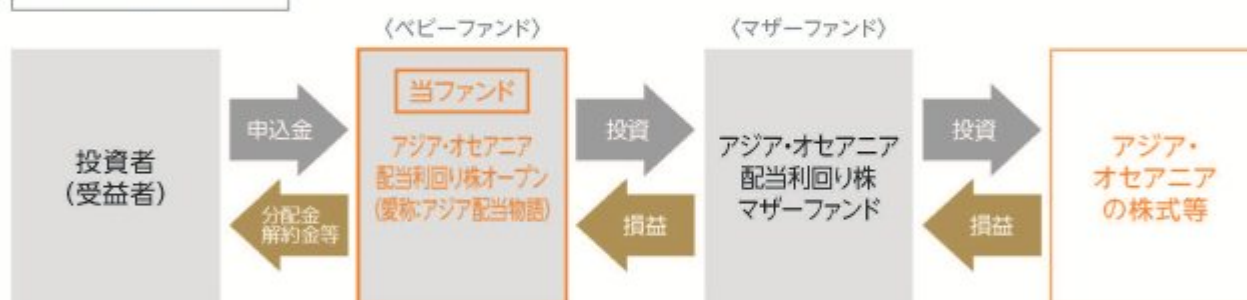 〈ベビーファンド〉
〈マザーファンド〉
投資者
(受益者)
申込金
分配金
解約金等
当ファンド
アジア・オセアニア
配当利回り株オープン
(愛称:アジア配当物語)
投資
損益
アジア・オセアニア
配当利回り株
マザーファンド
投資
損益
アジア・
オセアニア
の株式等